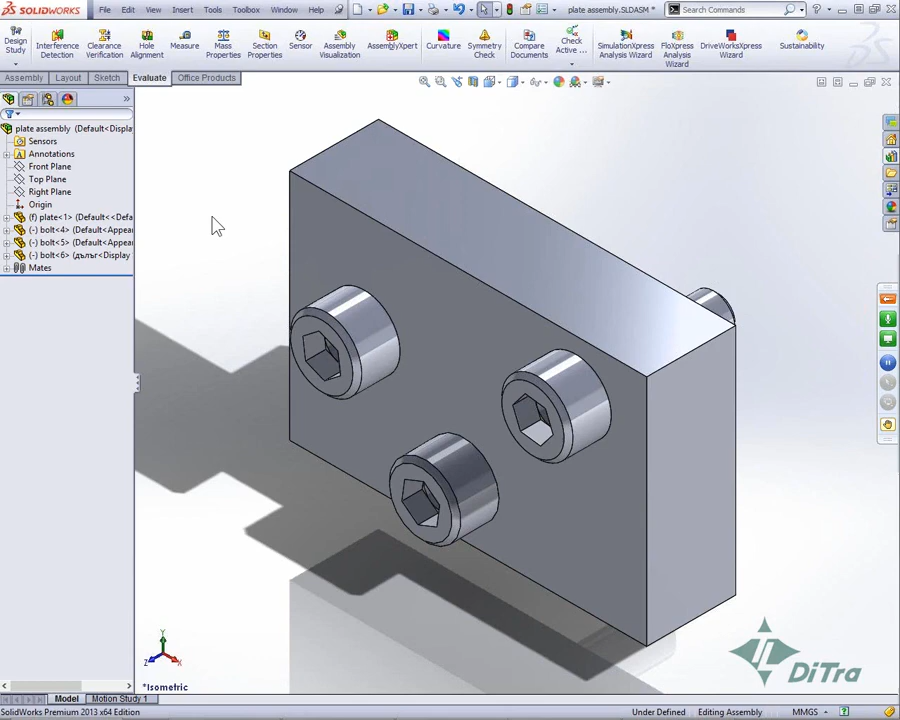 SOLIDWORKS File Edit View Insert Tools Toolbox Window Help plate assembly.SLDASM * Search Commands
Design Study
Interference Detection
Clearance Verification
Hole Alignment
Measure
Mass Properties
Section Properties
Sensor
Assembly Visualization
AssemblyXpert
Curvature
Symmetry Check
Compare Documents
Check Active ...
SimulationXpress Analysis Wizard
FloXpress Analysis Wizard
DriveWorksXpress Wizard
Sustainability
Assembly Layout Sketch Evaluate Office Products
plate assembly (Default<Displa
Sensors
Annotations
Front Plane
Top Plane
Right Plane
Origin
(f) plate<1> (Default<<Defa
(-) bolt<4> (Default<Appear
(-) bolt<5> (Default<Appear
(-) bolt<6> (дълъг<Display
Mates
Y
Z X
*Isometric
DiTra
Model Motion Study 1
SolidWorks Premium 2013 x64 Edition Under Defined Editing Assembly MMGS